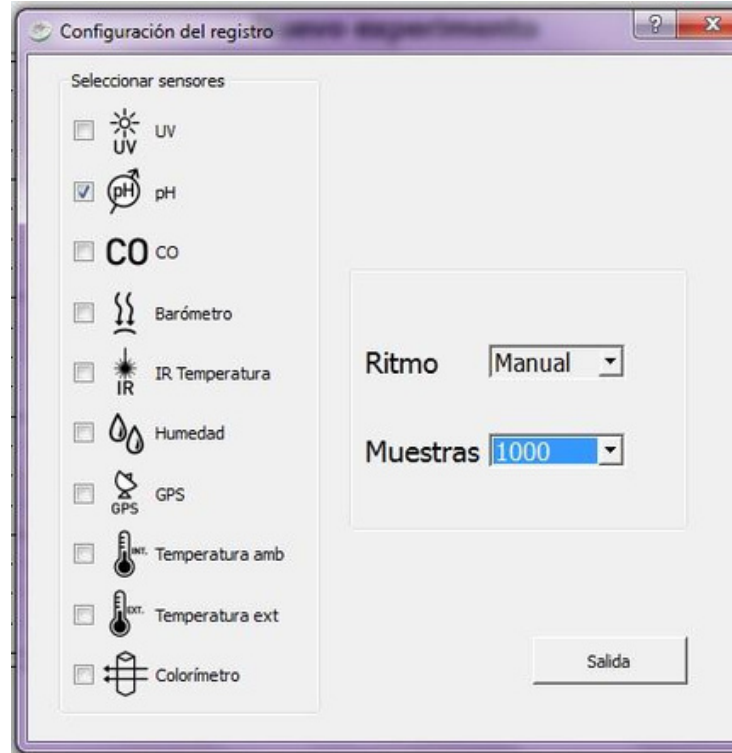 Configuración del registro
Seleccionar sensores
UV UV
pH pH
CO CO
Barómetro
IR IR Temperatura
Humedad
GPS GPS
INT. Temperatura amb
EXT. Temperatura ext
Colorímetro
Ritmo Manual
Muestras 1000
Salida